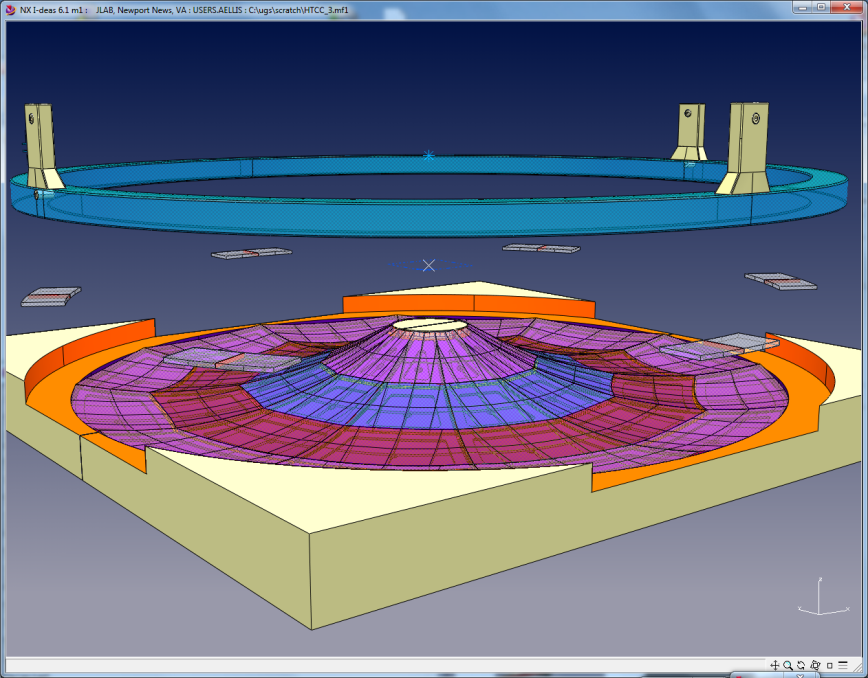 NX I-deas 6.1 m1 : JLAB, Newport News, VA : USERS.AELLIS : C:\ugs\scratch\HTCC_3.mf1